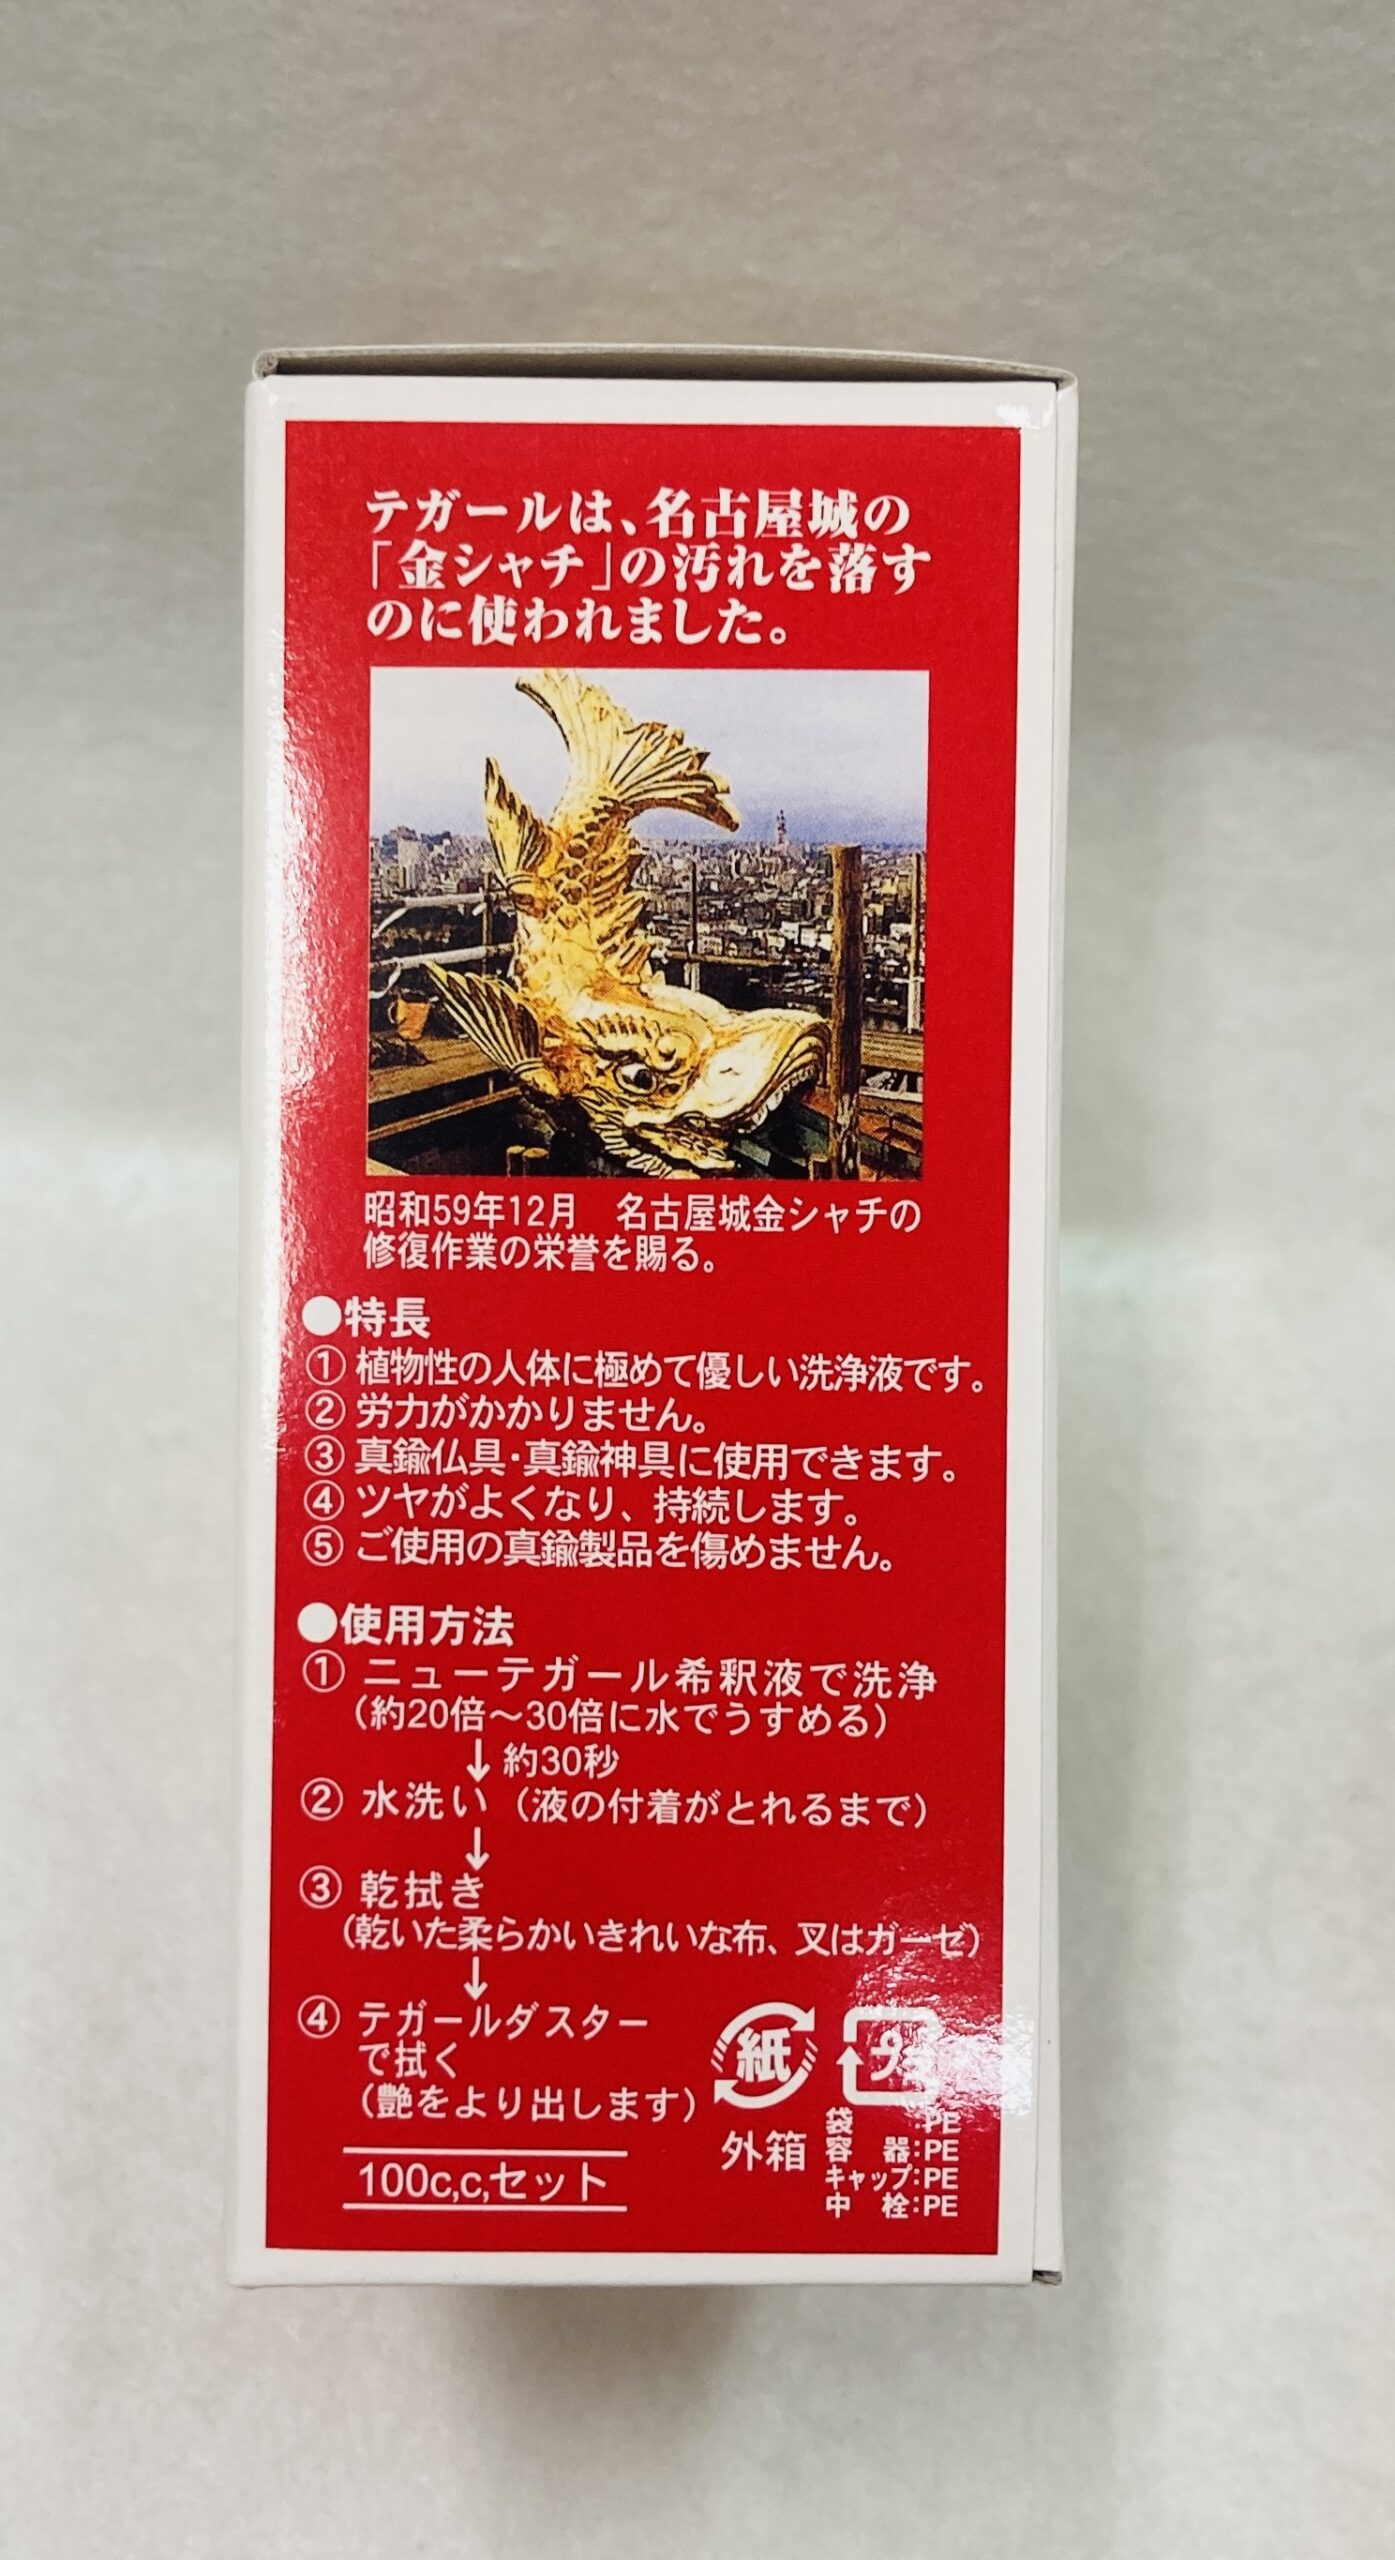 テガールは、名古屋城の
「金シャチ」の汚れを落す
のに使われました。
昭和59年12月 名古屋城金シャチの
修復作業の栄誉を賜る。
●特長
① 植物性の人体に極めて優しい洗浄液です。
② 労力がかかりません。
③ 真鍮仏具・真鍮神具に使用できます。
④ ツヤがよくなり、持続します。
⑤ ご使用の真鍮製品を傷めません。
●使用方法
① ニューテガール希釈液で洗浄
(約20倍～30倍に水でうすめる)
↓約30秒
② 水洗い (液の付着がとれるまで)
↓
③ 乾拭き
(乾いた柔らかいきれいな布、又はガーゼ)
↓
④ テガールダスター
で拭く
(艶をより出します)
100c,c,セット
紙
外箱
プラ
袋 :PE
容 器:PE
キャップ:PE
中 栓:PE